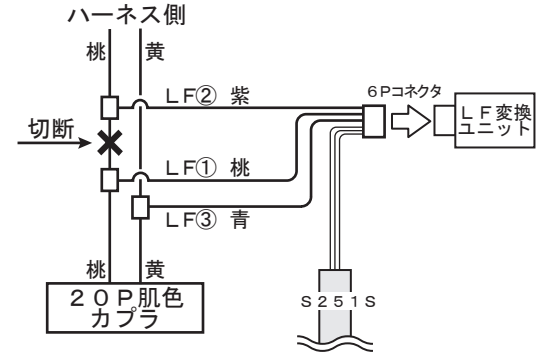 ハーネス側
桃 黄
LF② 紫
6Pコネクタ
LF変換
ユニット
切断
LF① 桃
LF③ 青
桃 黄
20P肌色
カプラ
S251S